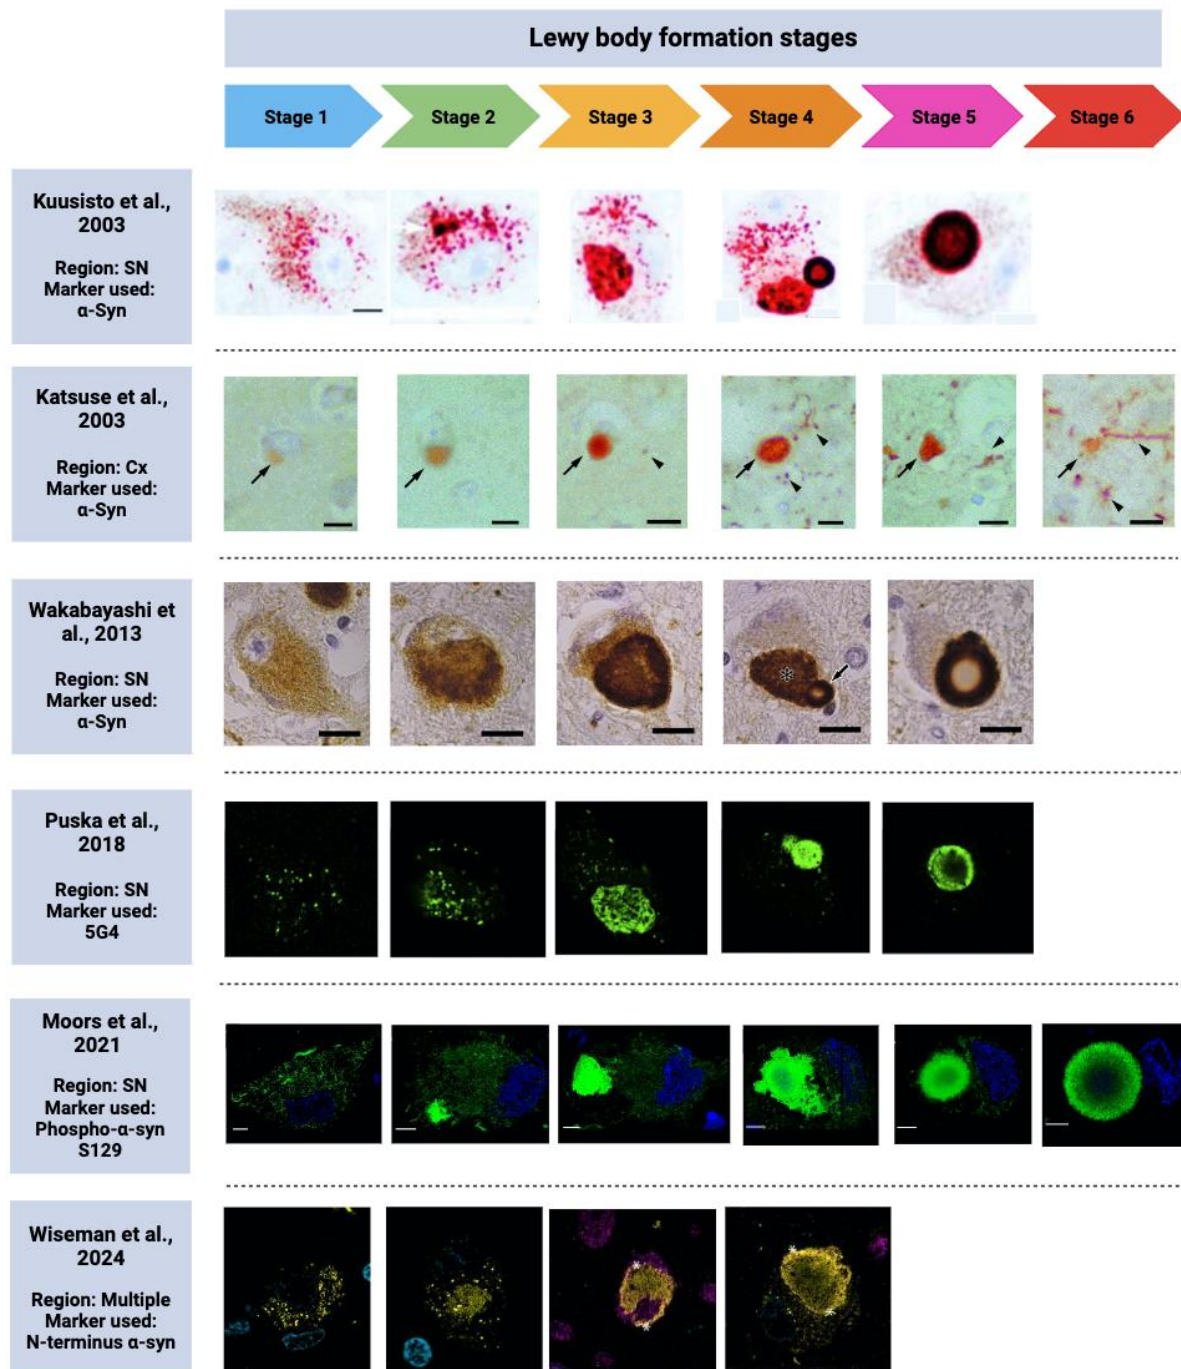 Lewy body formation stages
Stage 1
Stage 2
Stage 3
Stage 4
Stage 5
Stage 6
Kuusisto et al.,
2003
Region: SN
Marker used:
α-Syn
Katsuse et al.,
2003
Region: Cx
Marker used:
α-Syn
Wakabayashi et
al., 2013
Region: SN
Marker used:
α-Syn
*
Puska et al.,
2018
Region: SN
Marker used:
5G4
Moors et al.,
2021
Region: SN
Marker used:
Phospho-α-syn
S129
Wiseman et al.,
2024
Region: Multiple
Marker used:
N-terminus α-syn